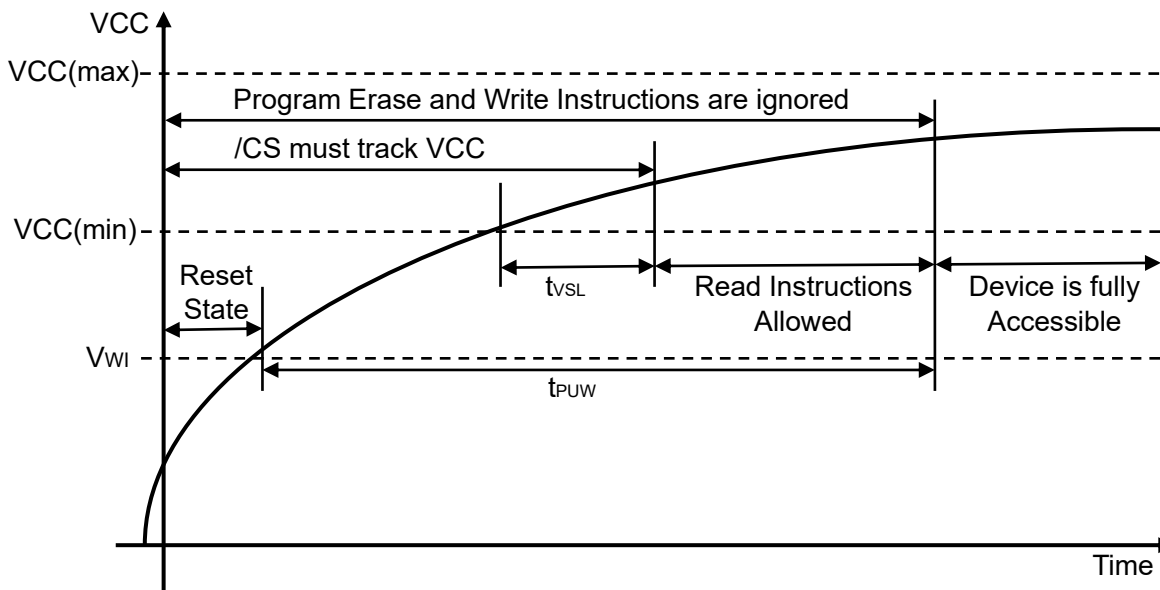 VCC
VCC(max)
Program Erase and Write Instructions are ignored
/CS must track VCC
VCC(min)
Reset
State
tVSL
Read Instructions
Allowed
Device is fully
Accessible
VWI
tPUW
Time